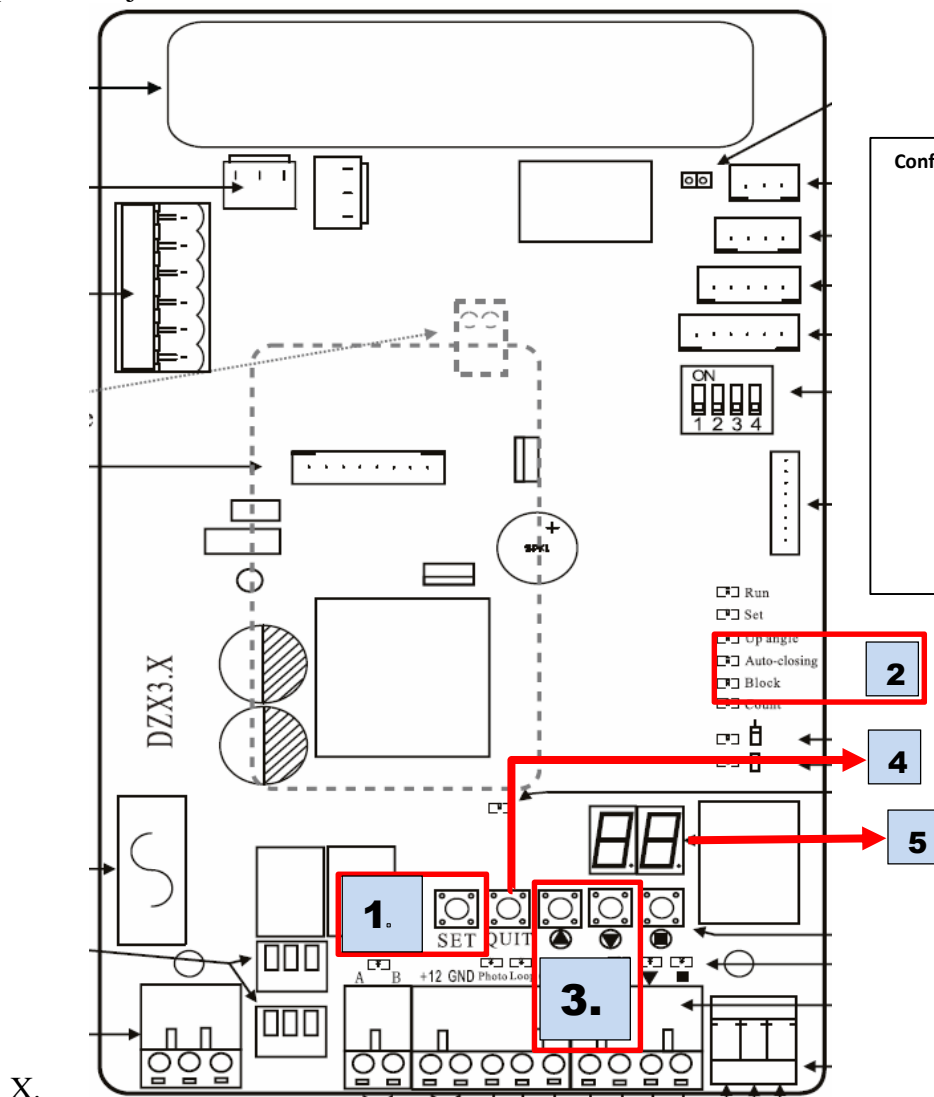 Conf
ON
1 2 3 4
e
+
SPK1
Run
Set
Up angle
Auto-closing
2
Block
Count
DZX3.X
4
5
1.
SET QUIT
A B +12 GND Photo Loop
3.
X.